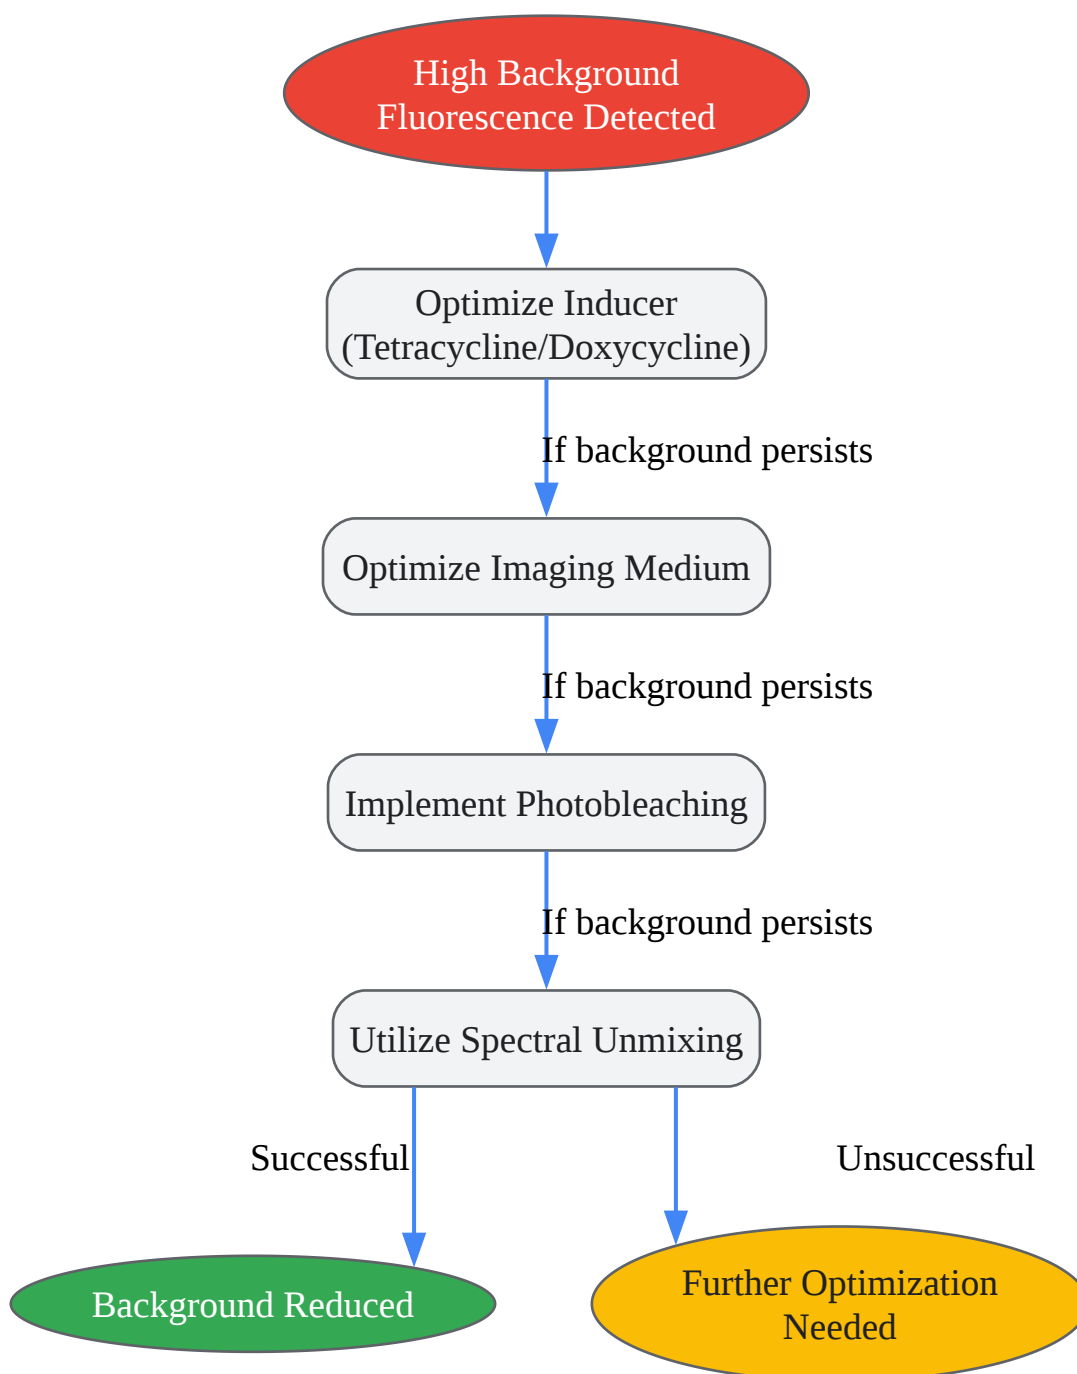 High Background
Fluorescence Detected
Optimize Inducer
(Tetracycline/Doxycycline)
If background persists
Optimize Imaging Medium
If background persists
Implement Photobleaching
If background persists
Utilize Spectral Unmixing
Successful
Unsuccessful
Background Reduced
Further Optimization
Needed